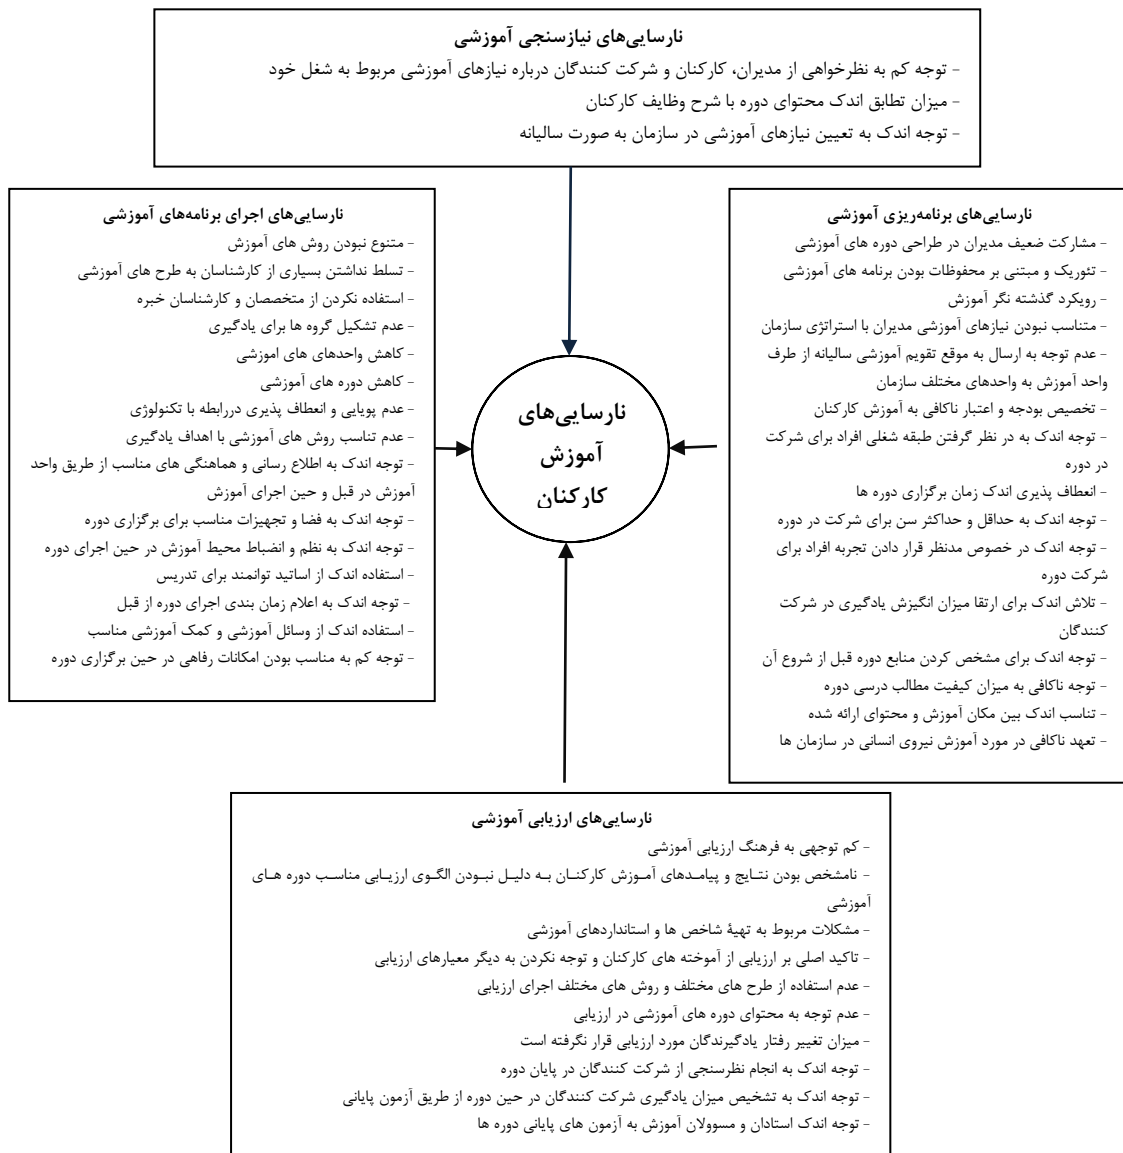 نارسایی‌های نیازسنجی آموزشی
- توجه کم به نظرخواهی از مدیران، کارکنان و شرکت کنندگان درباره نیازهای آموزشی مربوط به شغل خود
- میزان تطابق اندک محتوای دوره با شرح وظایف کارکنان
- توجه اندک به تعیین نیازهای آموزشی در سازمان به صورت سالیانه
نارسایی‌های برنامه‌ریزی آموزشی
- مشارکت ضعیف مدیران در طراحی دوره های آموزشی
- تئوریک و مبتنی بر محفوظات بودن برنامه های آموزشی
- رویکرد گذشته نگر آموزش
- متناسب نبودن نیازهای آموزشی مدیران با استراتژی سازمان
- عدم توجه به ارسال به موقع تقویم آموزشی سالیانه از طرف
واحد آموزش به واحدهای مختلف سازمان
- تخصیص بودجه و اعتبار ناکافی به آموزش کارکنان
- توجه اندک به در نظر گرفتن طبقه شغلی افراد برای شرکت
در دوره
- انعطاف پذیری اندک زمان برگزاری دوره ها
- توجه اندک به حداقل و حداکثر سن برای شرکت در دوره
- توجه اندک در خصوص مدنظر قرار دادن تجربه افراد برای
شرکت دوره
- تلاش اندک برای ارتقا میزان انگیزش یادگیری در شرکت
کنندگان
- توجه اندک برای مشخص کردن منابع دوره قبل از شروع آن
- توجه ناکافی به میزان کیفیت مطالب درسی دوره
- تناسب اندک بین مکان آموزش و محتوای ارائه شده
- تعهد ناکافی در مورد آموزش نیروی انسانی در سازمان ها
نارسایی‌های
آموزش
کارکنان
نارسایی‌های اجرای برنامه‌های آموزشی
- متنوع نبودن روش های آموزش
- تسلط نداشتن بسیاری از کارشناسان به طرح های آموزشی
- استفاده نکردن از متخصصان و کارشناسان خبره
- عدم تشکیل گروه ها برای یادگیری
- کاهش واحدهای های اموزشی
- کاهش دوره های آموزشی
- عدم پویایی و انعطاف پذیری دررابطه با تکنولوژی
- عدم تناسب روش های آموزشی با اهداف یادگیری
- توجه اندک به اطلاع رسانی و هماهنگی های مناسب از طریق واحد
آموزش در قبل و حین اجرای آموزش
- توجه اندک به فضا و تجهیزات مناسب برای برگزاری دوره
- توجه اندک به نظم و انضباط محیط آموزش در حین اجرای دوره
- استفاده اندک از اساتید توانمند برای تدریس
- توجه اندک به اعلام زمان بندی اجرای دوره از قبل
- استفاده اندک از وسائل آموزشی و کمک آموزشی مناسب
- توجه کم به مناسب بودن امکانات رفاهی در حین برگزاری دوره
نارسایی‌های ارزیابی آموزشی
- کم توجهی به فرهنگ ارزیابی آموزشی
- نامشخص بودن نتایج و پیامدهای آموزش کارکنان به دلیل نبودن الگوی ارزیابی مناسب دوره های
آموزشی
- مشکلات مربوط به تهیۀ شاخص ها و استانداردهای آموزشی
- تاکید اصلی بر ارزیابی از آموخته های کارکنان و توجه نکردن به دیگر معیارهای ارزیابی
- عدم استفاده از طرح های مختلف و روش های مختلف اجرای ارزیابی
- عدم توجه به محتوای دوره های آموزشی در ارزیابی
- میزان تغییر رفتار یادگیرندگان مورد ارزیابی قرار نگرفته است
- توجه اندک به انجام نظرسنجی از شرکت کنندگان در پایان دوره
- توجه اندک به تشخیص میزان یادگیری شرکت کنندگان در حین دوره از طریق آزمون پایانی
- توجه اندک استادان و مسوولان آموزش به آزمون های پایانی دوره ها